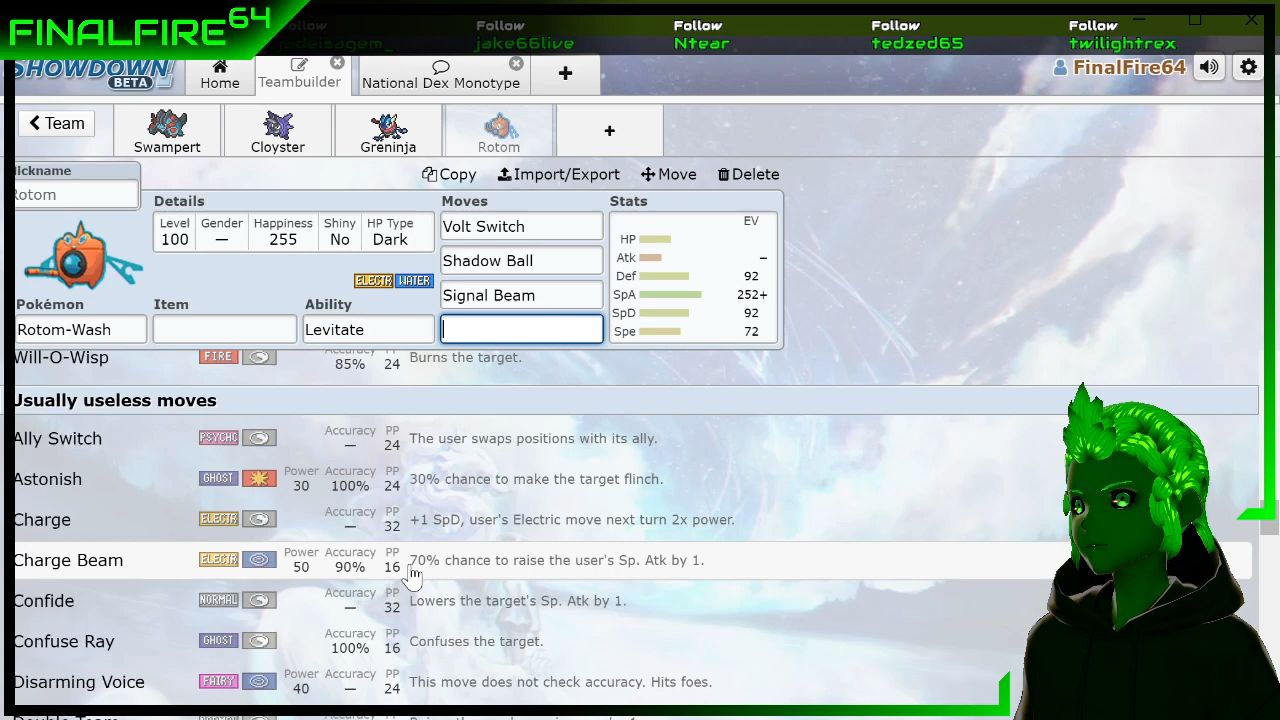 FINALFIRE64
Follow
jadeisagem_
Follow
jake66live
Follow
Ntear
Follow
tedzed65
Follow
twilightrex
SHOWDOWN
BETA
Home
Teambuilder
National Dex Monotype
+
FinalFire64
Team
Swampert
Cloyster
Greninja
Rotom
+
ickname
Rotom
Copy
Import/Export
Move
Delete
Details
Level
100
Gender
—
Happiness
255
Shiny
No
HP Type
Dark
ELECTR WATER
Pokémon
Rotom-Wash
Item
Ability
Levitate
Moves
Volt Switch
Shadow Ball
Signal Beam
Stats
EV
HP
Atk –
Def 92
SpA 252+
SpD 92
Spe 72
Will-O-Wisp FIRE Accuracy 85% 24 Burns the target.
Usually useless moves
Ally Switch PSYCHC Accuracy — PP 24 The user swaps positions with its ally.
Astonish GHOST Power 30 Accuracy 100% PP 24 30% chance to make the target flinch.
Charge ELECTR Accuracy — PP 32 +1 SpD, user's Electric move next turn 2x power.
Charge Beam ELECTR Power 50 Accuracy 90% PP 16 70% chance to raise the user's Sp. Atk by 1.
Confide NORMAL Accuracy — PP 32 Lowers the target's Sp. Atk by 1.
Confuse Ray GHOST Accuracy 100% PP 16 Confuses the target.
Disarming Voice FAIRY Power 40 Accuracy — PP 24 This move does not check accuracy. Hits foes.